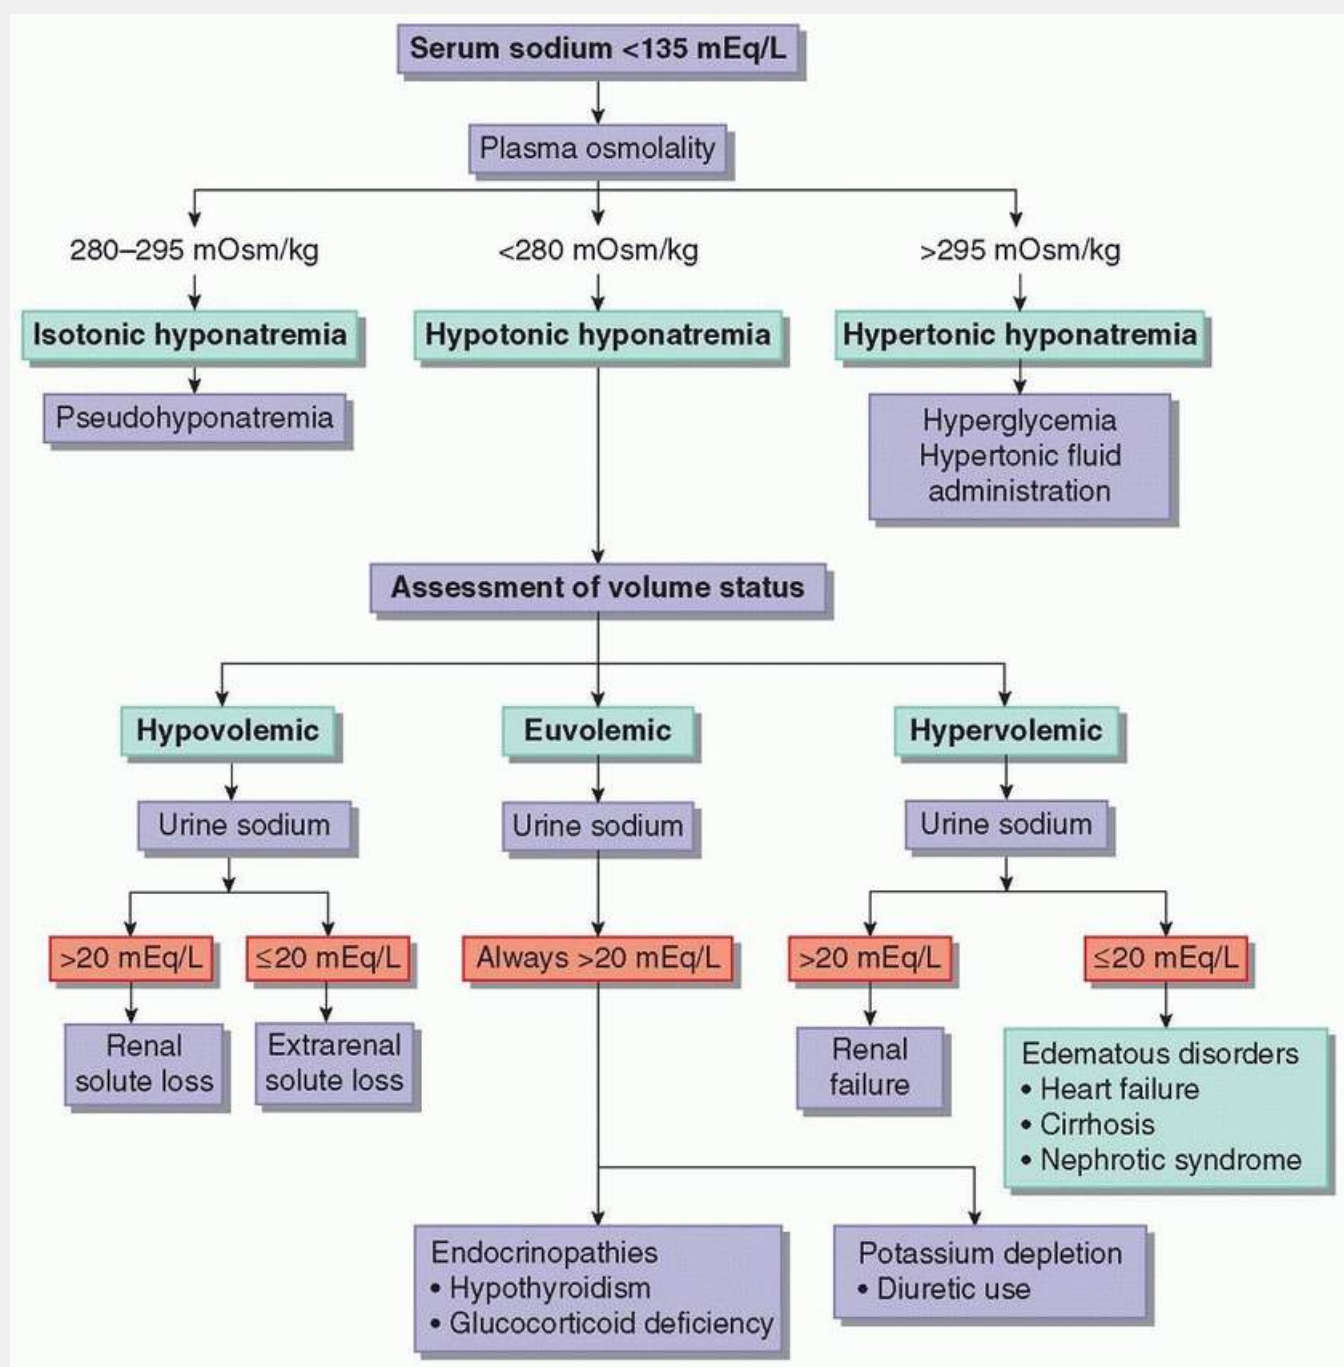 Serum sodium <135 mEq/L
Plasma osmolality
280–295 mOsm/kg
<280 mOsm/kg
>295 mOsm/kg
Isotonic hyponatremia
Hypotonic hyponatremia
Hypertonic hyponatremia
Pseudohyponatremia
Hyperglycemia
Hypertonic fluid
administration
Assessment of volume status
Hypovolemic
Euvolemic
Hypervolemic
Urine sodium
Urine sodium
Urine sodium
>20 mEq/L
≤20 mEq/L
Always >20 mEq/L
>20 mEq/L
≤20 mEq/L
Renal
solute loss
Extrarenal
solute loss
Renal
failure
Edematous disorders
• Heart failure
• Cirrhosis
• Nephrotic syndrome
Endocrinopathies
• Hypothyroidism
• Glucocorticoid deficiency
Potassium depletion
• Diuretic use